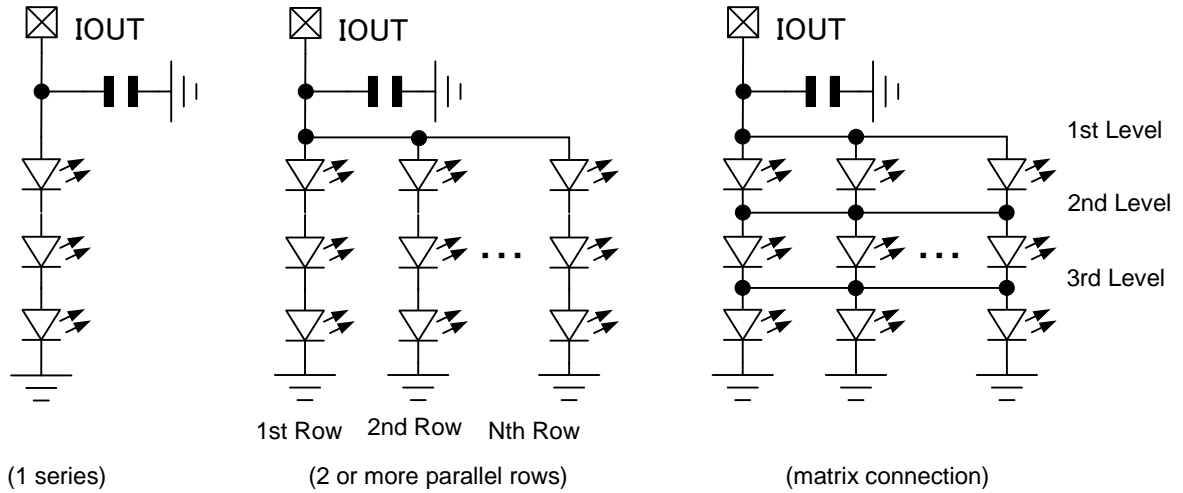 IOUT
IOUT
IOUT
1st Level
2nd Level
3rd Level
1st Row
2nd Row
Nth Row
(1 series)
(2 or more parallel rows)
(matrix connection)